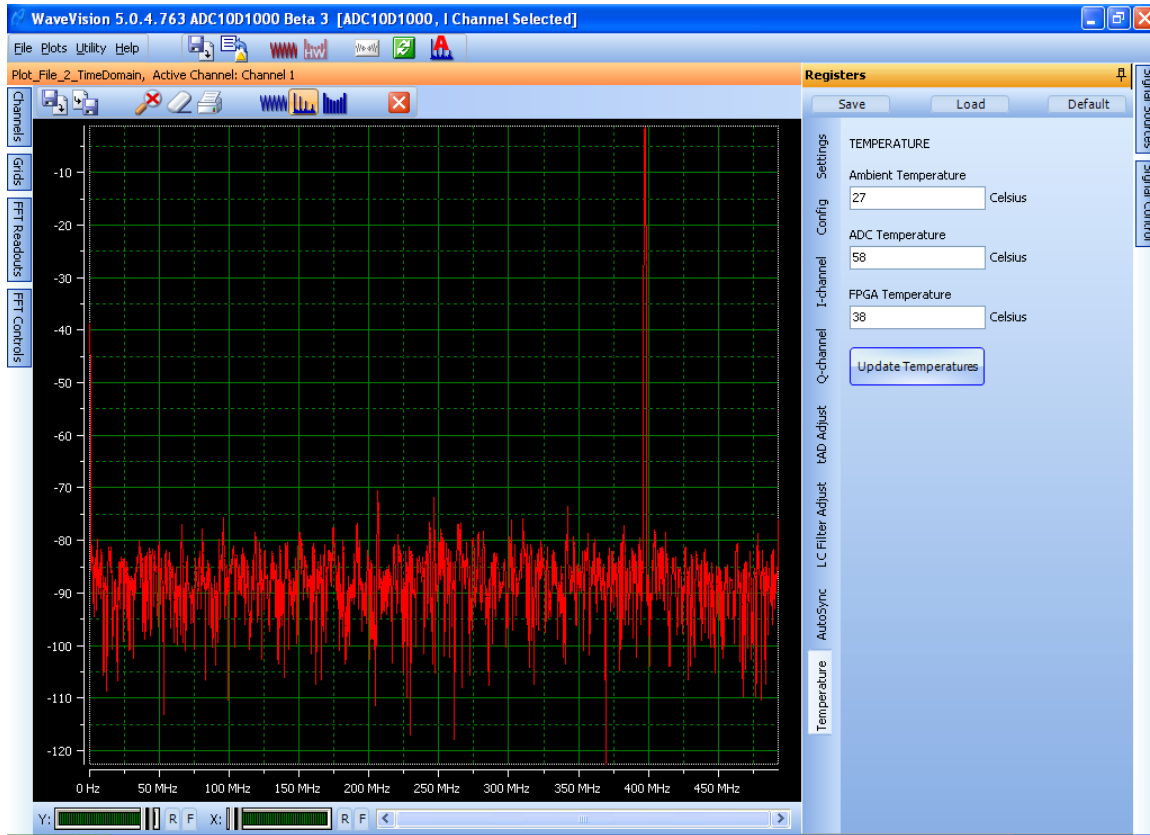 WaveVision 5.0.4.763 ADC10D1000 Beta 3 [ADC10D1000, I Channel Selected]
File Plots Utility Help
Plot_File_2_TimeDomain, Active Channel: Channel 1
Channels
Grids
FFT Readouts
FFT Controls
-10
-20
-30
-40
-50
-60
-70
-80
-90
-100
-110
-120
0 Hz 50 MHz 100 MHz 150 MHz 200 MHz 250 MHz 300 MHz 350 MHz 400 MHz 450 MHz
Y: R F X: R F
Registers
Save Load Default
Settings
Config
I-channel
Q-channel
tAD Adjust
LC Filter Adjust
AutoSync
Temperature
TEMPERATURE
Ambient Temperature
27 Celsius
ADC Temperature
58 Celsius
FPGA Temperature
38 Celsius
Update Temperatures
Signal Sources
Signal Control